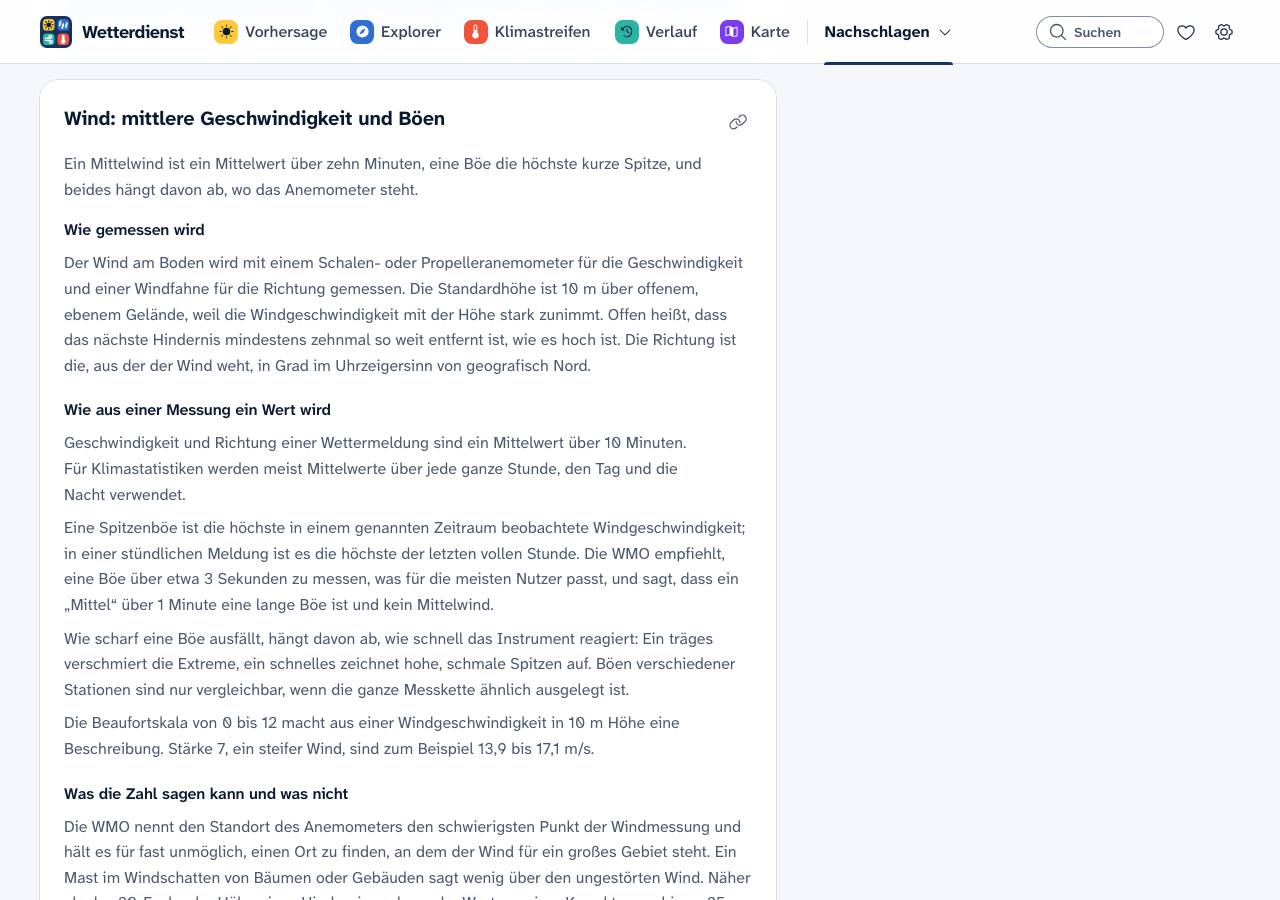 Wetterdienst Vorhersage Explorer Klimastreifen Verlauf Karte Nachschlagen Suchen
Wind: mittlere Geschwindigkeit und Böen
Ein Mittelwind ist ein Mittelwert über zehn Minuten, eine Böe die höchste kurze Spitze, und
beides hängt davon ab, wo das Anemometer steht.
Wie gemessen wird
Der Wind am Boden wird mit einem Schalen- oder Propelleranemometer für die Geschwindigkeit
und einer Windfahne für die Richtung gemessen. Die Standardhöhe ist 10 m über offenem,
ebenem Gelände, weil die Windgeschwindigkeit mit der Höhe stark zunimmt. Offen heißt, dass
das nächste Hindernis mindestens zehnmal so weit entfernt ist, wie es hoch ist. Die Richtung ist
die, aus der der Wind weht, in Grad im Uhrzeigersinn von geografisch Nord.
Wie aus einer Messung ein Wert wird
Geschwindigkeit und Richtung einer Wettermeldung sind ein Mittelwert über 10 Minuten.
Für Klimastatistiken werden meist Mittelwerte über jede ganze Stunde, den Tag und die
Nacht verwendet.
Eine Spitzenböe ist die höchste in einem genannten Zeitraum beobachtete Windgeschwindigkeit;
in einer stündlichen Meldung ist es die höchste der letzten vollen Stunde. Die WMO empfiehlt,
eine Böe über etwa 3 Sekunden zu messen, was für die meisten Nutzer passt, und sagt, dass ein
„Mittel“ über 1 Minute eine lange Böe ist und kein Mittelwind.
Wie scharf eine Böe ausfällt, hängt davon ab, wie schnell das Instrument reagiert: Ein träges
verschmiert die Extreme, ein schnelles zeichnet hohe, schmale Spitzen auf. Böen verschiedener
Stationen sind nur vergleichbar, wenn die ganze Messkette ähnlich ausgelegt ist.
Die Beaufortskala von 0 bis 12 macht aus einer Windgeschwindigkeit in 10 m Höhe eine
Beschreibung. Stärke 7, ein steifer Wind, sind zum Beispiel 13,9 bis 17,1 m/s.
Was die Zahl sagen kann und was nicht
Die WMO nennt den Standort des Anemometers den schwierigsten Punkt der Windmessung und
hält es für fast unmöglich, einen Ort zu finden, an dem der Wind für ein großes Gebiet steht. Ein
Mast im Windschatten von Bäumen oder Gebäuden sagt wenig über den ungestörten Wind. Näher